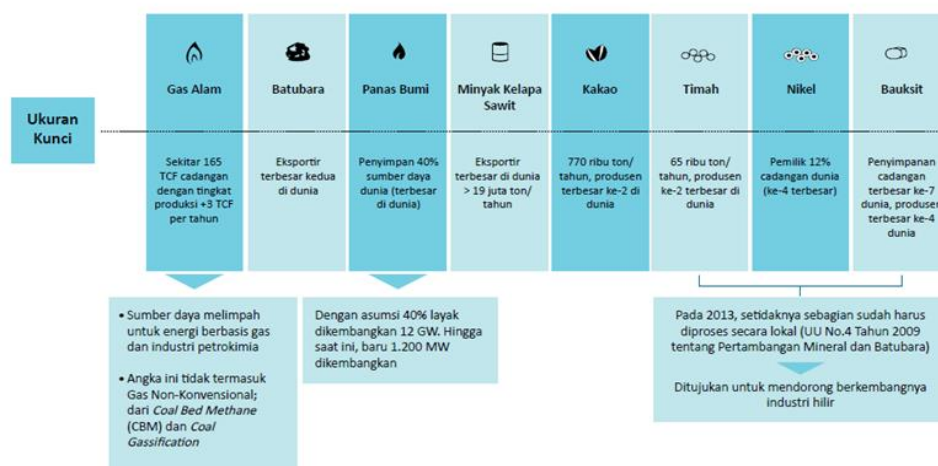 Gas Alam
Batubara
Panas Bumi
Minyak Kelapa
Sawit
Kakao
Timah
Nikel
Bauksit
Ukuran
Kunci
Sekitar 165
TCF cadangan
dengan tingkat
produksi +3 TCF
per tahun
Eksportir
terbesar kedua
di dunia
Penyimpan 40%
sumber daya
dunia (terbesar
di dunia)
Eksportir
terbesar di dunia
> 19 juta ton/
tahun
770 ribu ton/
tahun, produsen
terbesar ke-2 di
dunia
65 ribu ton/
tahun, produsen
ke-2 terbesar di
dunia
Pemilik 12%
cadangan dunia
(ke-4 terbesar)
Penyimpanan
cadangan
terbesar ke-7
dunia, produsen
terbesar ke-4
dunia
• Sumber daya melimpah
untuk energi berbasis gas
dan industri petrokimia
• Angka ini tidak termasuk
Gas Non-Konvensional;
dari Coal Bed Methane
(CBM) dan Coal
Gassification
Dengan asumsi 40% layak
dikembangkan 12 GW. Hingga
saat ini, baru 1.200 MW
dikembangkan
Pada 2013, setidaknya sebagian sudah harus
diproses secara lokal (UU No.4 Tahun 2009
tentang Pertambangan Mineral dan Batubara)
Ditujukan untuk mendorong berkembangnya
industri hilir